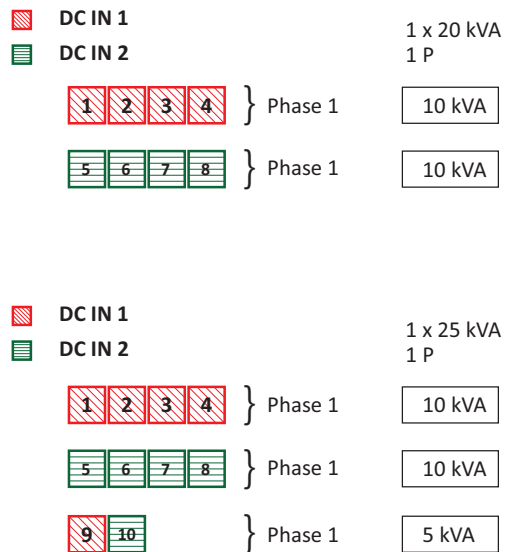 DC IN 1
DC IN 2
1 x 20 kVA
1 P
1 2 3 4 } Phase 1 10 kVA
5 6 7 8 } Phase 1 10 kVA
DC IN 1
DC IN 2
1 x 25 kVA
1 P
1 2 3 4 } Phase 1 10 kVA
5 6 7 8 } Phase 1 10 kVA
9 10 } Phase 1 5 kVA